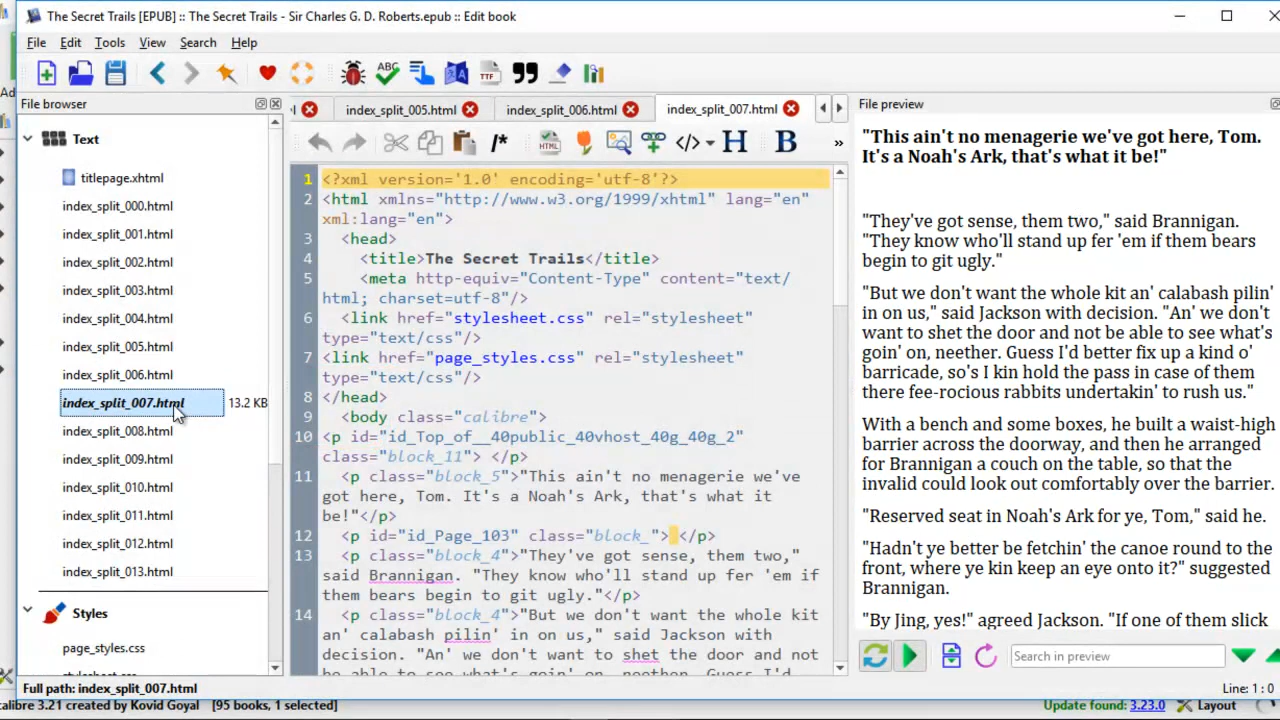 The Secret Trails [EPUB] :: The Secret Trails - Sir Charles G. D. Roberts.epub :: Edit book
File Edit Tools View Search Help
ABC
TTF
File browser
Text
titlepage.xhtml
index_split_000.html
index_split_001.html
index_split_002.html
index_split_003.html
index_split_004.html
index_split_005.html
index_split_006.html
index_split_007.html 13.2 KB
index_split_008.html
index_split_009.html
index_split_010.html
index_split_011.html
index_split_012.html
index_split_013.html
Styles
page_styles.css
Full path: index_split_007.html
index_split_005.html index_split_006.html index_split_007.html
/* HTML </> H B »
1 <?xml version='1.0' encoding='utf-8'?>
2 <html xmlns="http://www.w3.org/1999/xhtml" lang="en"
xml:lang="en">
3 <head>
4 <title>The Secret Trails</title>
5 <meta http-equiv="Content-Type" content="text/
html; charset=utf-8"/>
6 <link href="stylesheet.css" rel="stylesheet"
type="text/css"/>
7 <link href="page_styles.css" rel="stylesheet"
type="text/css"/>
8 </head>
9 <body class="calibre">
10 <p id="id_Top_of__40public_40vhost_40g_40g_2"
class="block_11"> </p>
11 <p class="block_5">"This ain't no menagerie we've
got here, Tom. It's a Noah's Ark, that's what it
be!"</p>
12 <p id="id_Page_103" class="block_"> </p>
13 <p class="block_4">"They've got sense, them two,"
said Brannigan. "They know who'll stand up fer 'em if
them bears begin to git ugly."</p>
14 <p class="block_4">"But we don't want the whole kit
an' calabash pilin' in on us," said Jackson with
decision. "An' we don't want to shet the door and not
be able to see what's goin' on, neether. Guess I'd
File preview
"This ain't no menagerie we've got here, Tom.
It's a Noah's Ark, that's what it be!"
"They've got sense, them two," said Brannigan.
"They know who'll stand up fer 'em if them bears
begin to git ugly."
"But we don't want the whole kit an' calabash pilin'
in on us," said Jackson with decision. "An' we don't
want to shet the door and not be able to see what's
goin' on, neether. Guess I'd better fix up a kind o'
barricade, so's I kin hold the pass in case of them
there fee-rocious rabbits undertakin' to rush us."
With a bench and some boxes, he built a waist-high
barrier across the doorway, and then he arranged
for Brannigan a couch on the table, so that the
invalid could look out comfortably over the barrier.
"Reserved seat in Noah's Ark for ye, Tom," said he.
"Hadn't ye better be fetchin' the canoe round to the
front, where ye kin keep an eye onto it?" suggested
Brannigan.
"By Jing, yes!" agreed Jackson. "If one of them slick
Search in preview
Line: 1 : 0
calibre 3.21 created by Kovid Goyal [95 books, 1 selected] Update found: 3.23.0 Layout